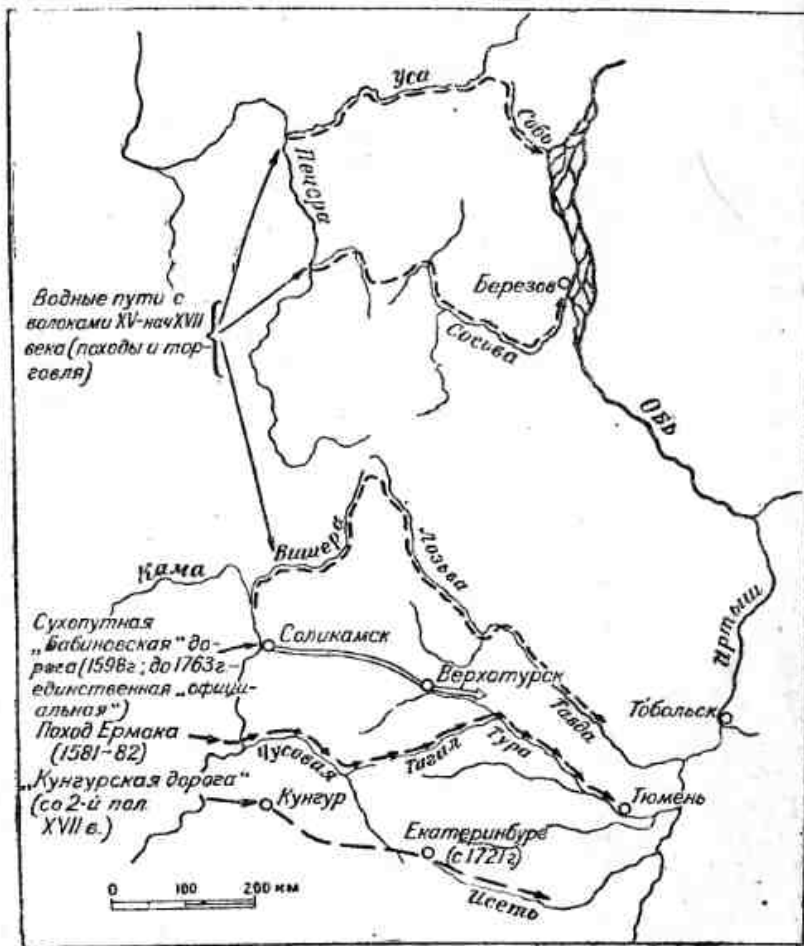 Уса
Собь
Печора
Березов
Водные пути с
волоками XV-нач XVII
века (походы и тор-
говля)
Сосьва
Обь
Вишера
Лозьва
Кама
Иртыш
Сухопутная
„Бабиновская" до-
рога (1598г; до 1763г-
единственная „офици-
альная")
Соликамск
Верхотурск
Тавда
Тобольск
Поход Ермака
(1581-82)
Чусовая
Тагил
Тура
Тюмень
„Кунгурская дорога"
(со 2-й пол.
XVII в.)
Кунгур
Екатеринбург
(с 1721г)
Исеть
0 100 200 км